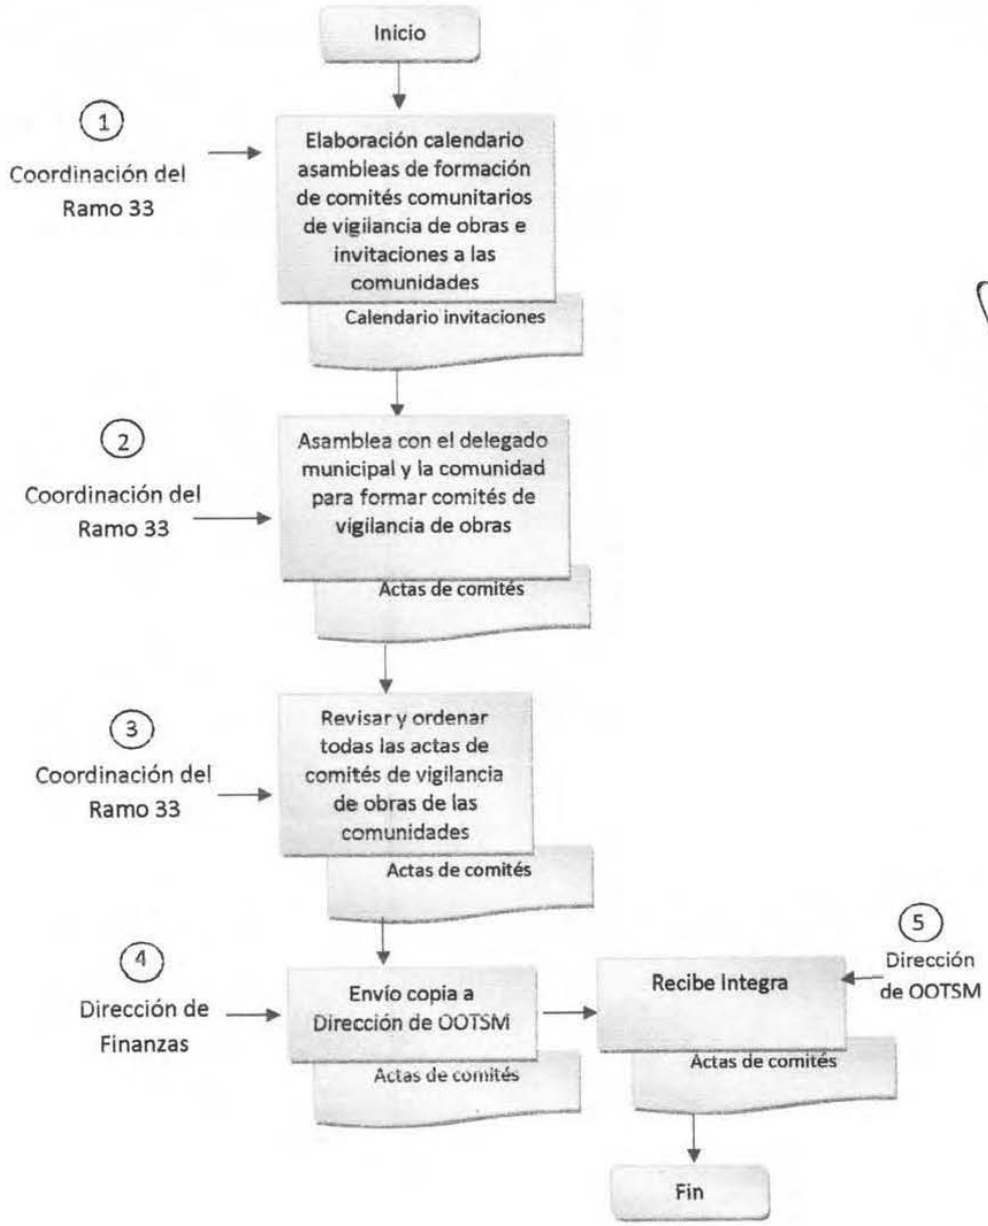 Inicio
1
Coordinación del
Ramo 33
Elaboración calendario
asambleas de formación
de comités comunitarios
de vigilancia de obras e
invitaciones a las
comunidades
Calendario invitaciones
2
Coordinación del
Ramo 33
Asamblea con el delegado
municipal y la comunidad
para formar comités de
vigilancia de obras
Actas de comités
3
Coordinación del
Ramo 33
Revisar y ordenar
todas las actas de
comités de vigilancia
de obras de las
comunidades
Actas de comités
4
Dirección de
Finanzas
Envío copia a
Dirección de OOTSM
Actas de comités
5
Dirección
de OOTSM
Recibe Integra
Actas de comités
Fin